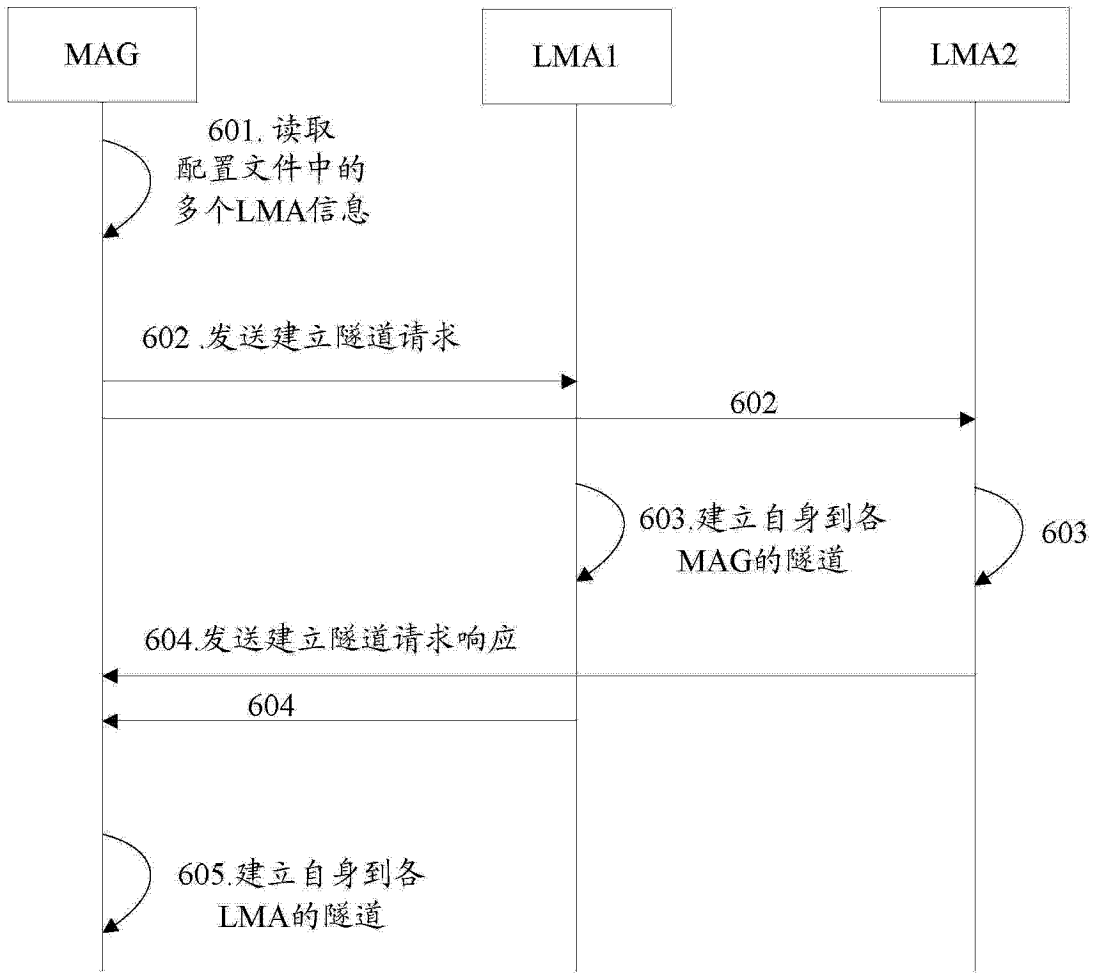 MAG
LMA1
LMA2
601. 读取
配置文件中的
多个LMA信息
602 .发送建立隧道请求
602
603.建立自身到各
MAG的隧道
603
604.发送建立隧道请求响应
604
605.建立自身到各
LMA的隧道